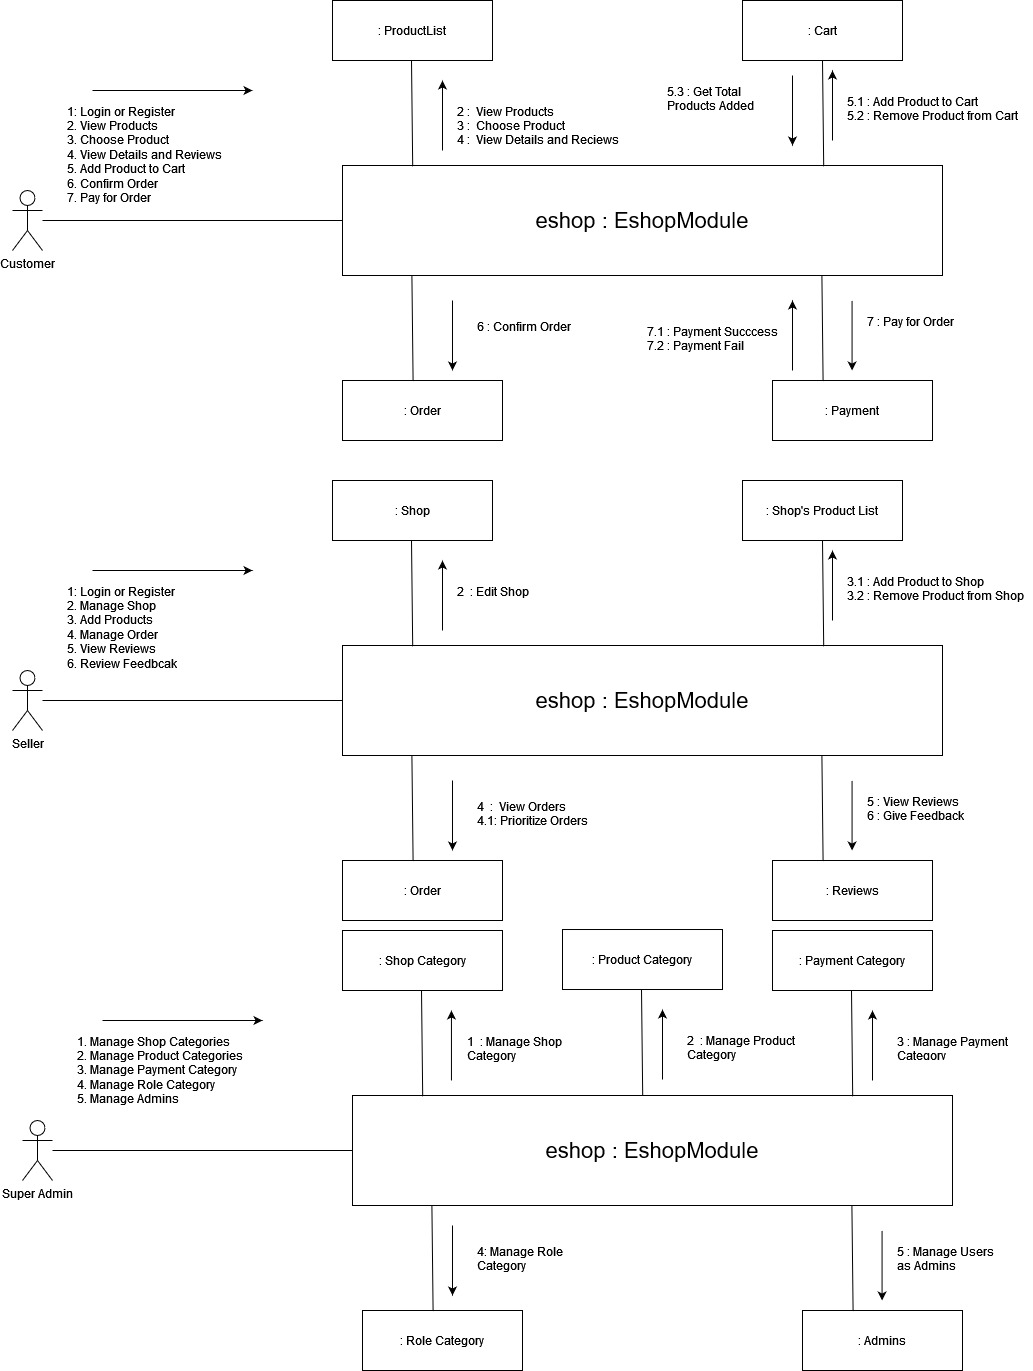 : ProductList
: Cart
1: Login or Register
2. View Products
3. Choose Product
4. View Details and Reviews
5. Add Product to Cart
6. Confirm Order
7. Pay for Order
2 : View Products
3 : Choose Product
4 : View Details and Reciews
5.3 : Get Total
Products Added
5.1 : Add Product to Cart
5.2 : Remove Product from Cart
Customer
eshop : EshopModule
6 : Confirm Order
7.1 : Payment Succcess
7.2 : Payment Fail
7 : Pay for Order
: Order
: Payment
: Shop
: Shop's Product List
1: Login or Register
2. Manage Shop
3. Add Products
4. Manage Order
5. View Reviews
6. Review Feedbcak
2 : Edit Shop
3.1 : Add Product to Shop
3.2 : Remove Product from Shop
Seller
eshop : EshopModule
4 : View Orders
4.1: Prioritize Orders
5 : View Reviews
6 : Give Feedback
: Order
: Reviews
: Shop Category
: Product Category
: Payment Category
1. Manage Shop Categories
2. Manage Product Categories
3. Manage Payment Category
4. Manage Role Category
5. Manage Admins
1 : Manage Shop
Category
2 : Manage Product
Category
3 : Manage Payment
Category
Super Admin
eshop : EshopModule
4: Manage Role
Category
5 : Manage Users
as Admins
: Role Category
: Admins